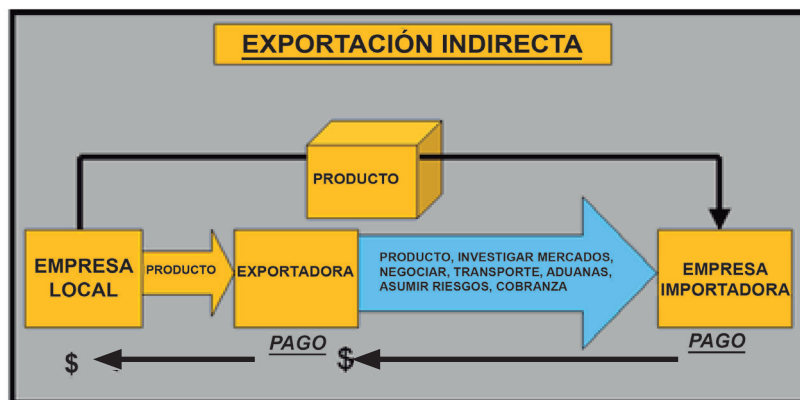 EXPORTACIÓN INDIRECTA
PRODUCTO
EMPRESA
LOCAL
PRODUCTO
EXPORTADORA
PRODUCTO, INVESTIGAR MERCADOS,
NEGOCIAR, TRANSPORTE, ADUANAS,
ASUMIR RIESGOS, COBRANZA
EMPRESA
IMPORTADORA
$
PAGO
$
PAGO